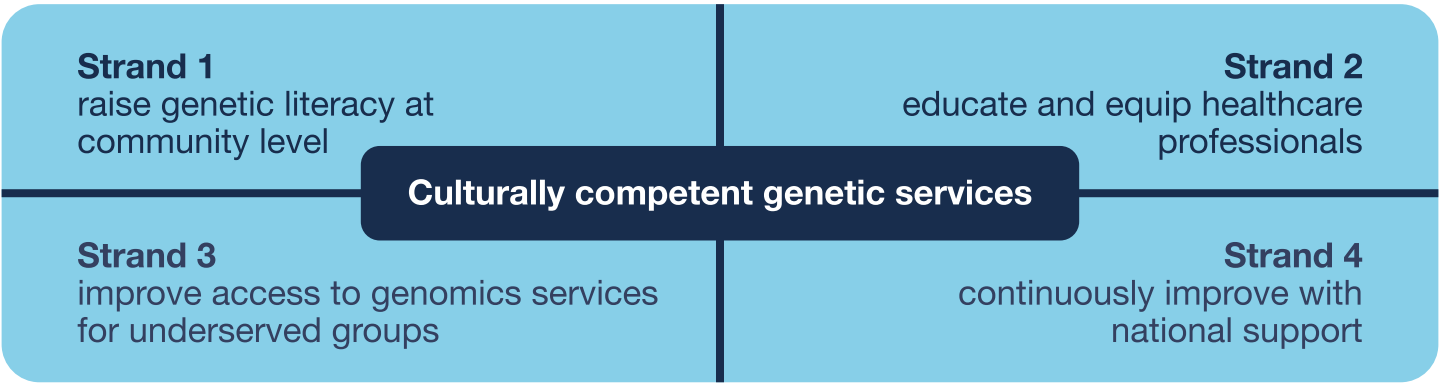 Strand 1
raise genetic literacy at
community level
Strand 2
educate and equip healthcare
professionals
Culturally competent genetic services
Strand 3
improve access to genomics services
for underserved groups
Strand 4
continuously improve with
national support